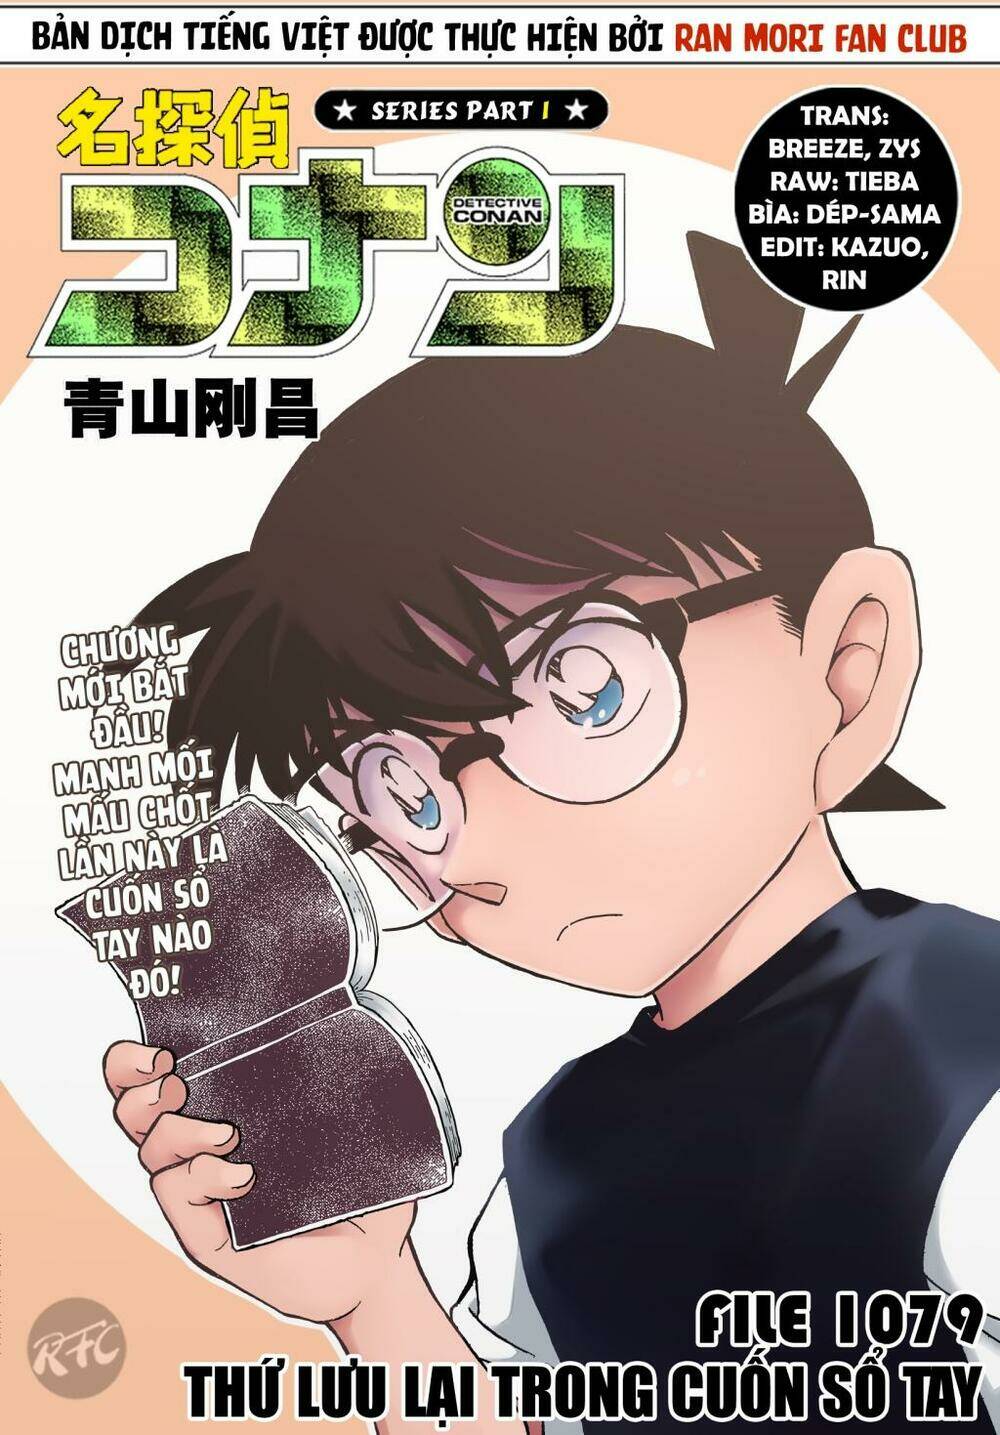 BẢN DỊCH TIẾNG VIỆT ĐƯỢC THỰC HIỆN BỞI RAN MORI FAN CLUB
★ SERIES PART 1 ★
名探偵
コナン
DETECTIVE
CONAN
青山剛昌
TRANS:
BREEZE, ZYS
RAW: TIEBA
BÌA: DÉP-SAMA
EDIT: KAZUO,
RIN
CHƯƠNG
MỚI BẮT
ĐẦU!
MANH MỐI
MẤU CHỐT
LẦN NÀY LÀ
CUỐN SỔ
TAY NÀO
ĐÓ!
RFC
FILE 1079
THỨ LƯU LẠI TRONG CUỐN SỔ TAY